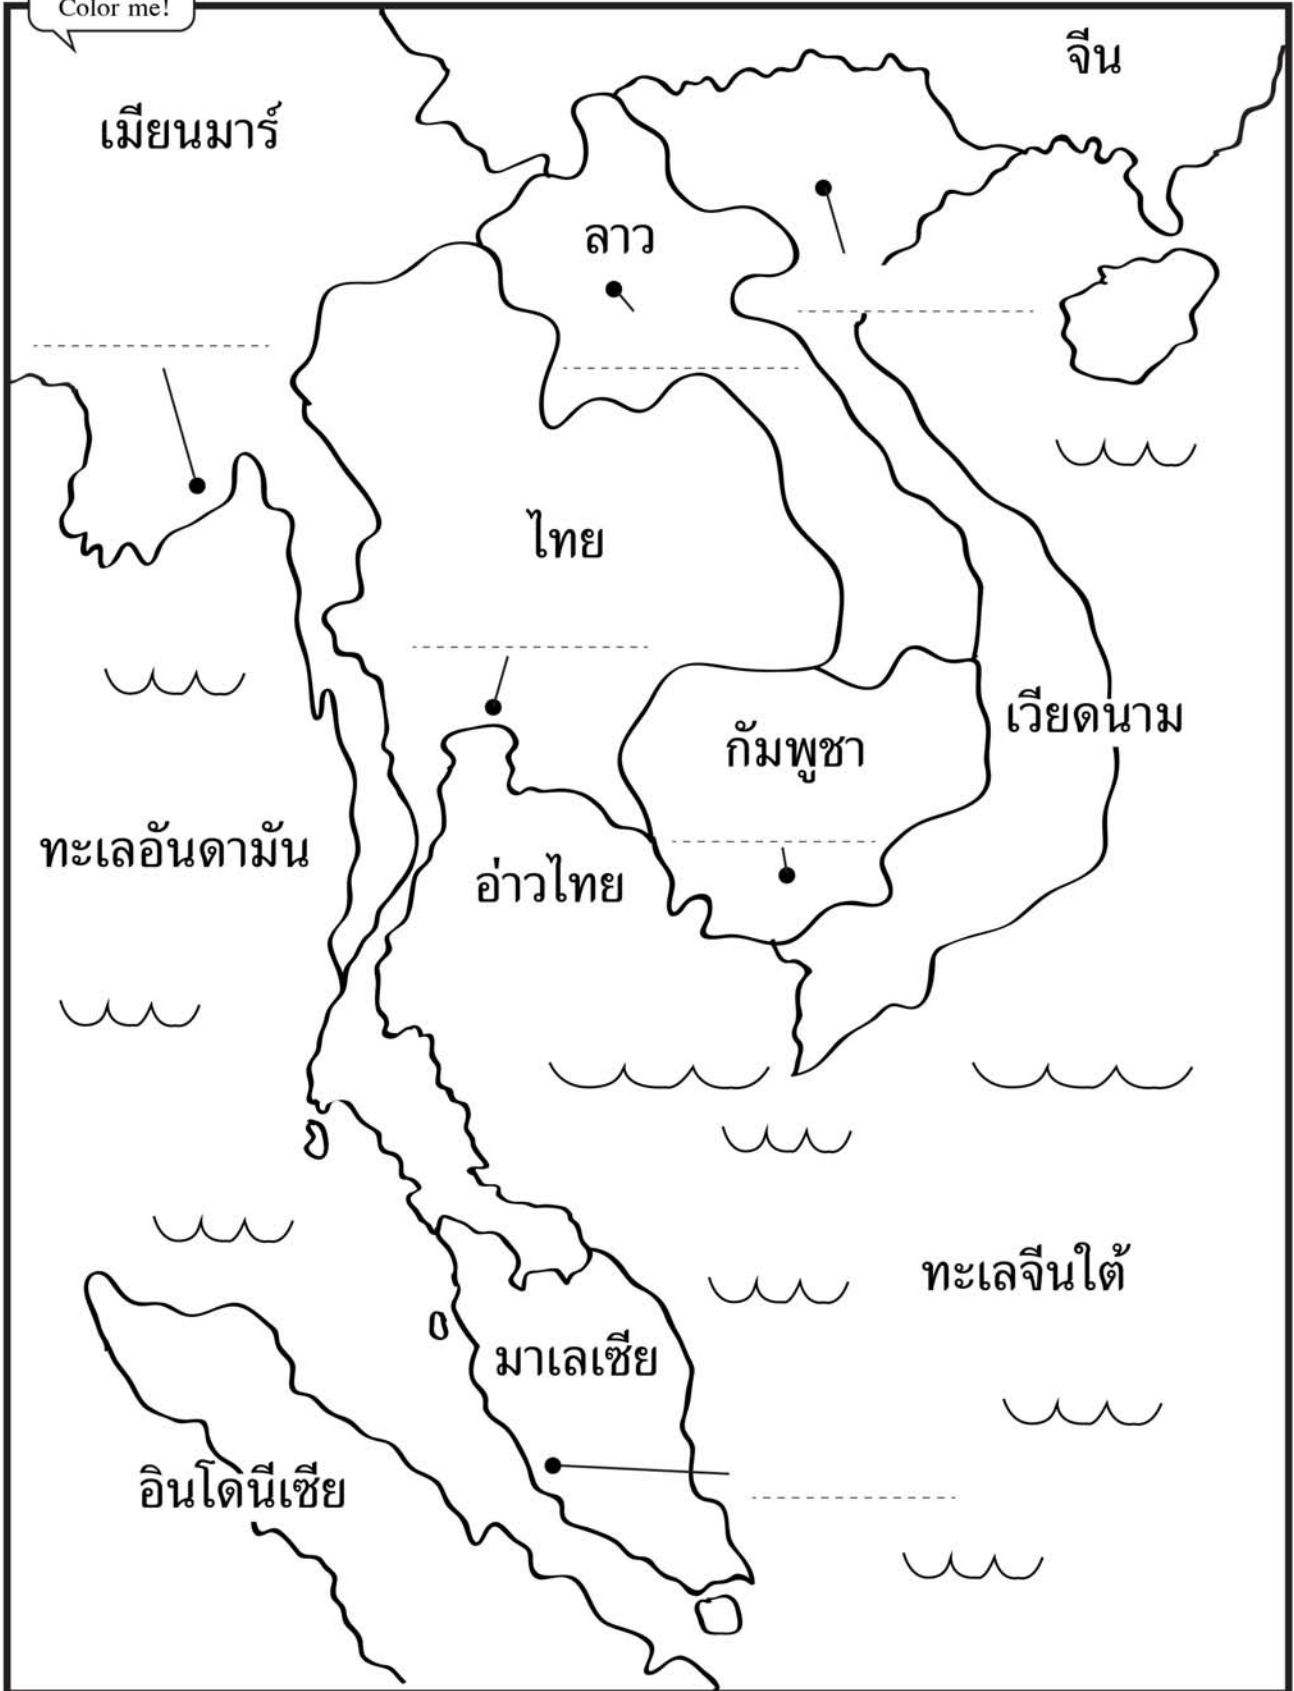 Color me!
จีน
เมียนมาร์
ลาว
ไทย
เวียดนาม
กัมพูชา
ทะเลอันดามัน
อ่าวไทย
ทะเลจีนใต้
มาเลเซีย
อินโดนีเซีย